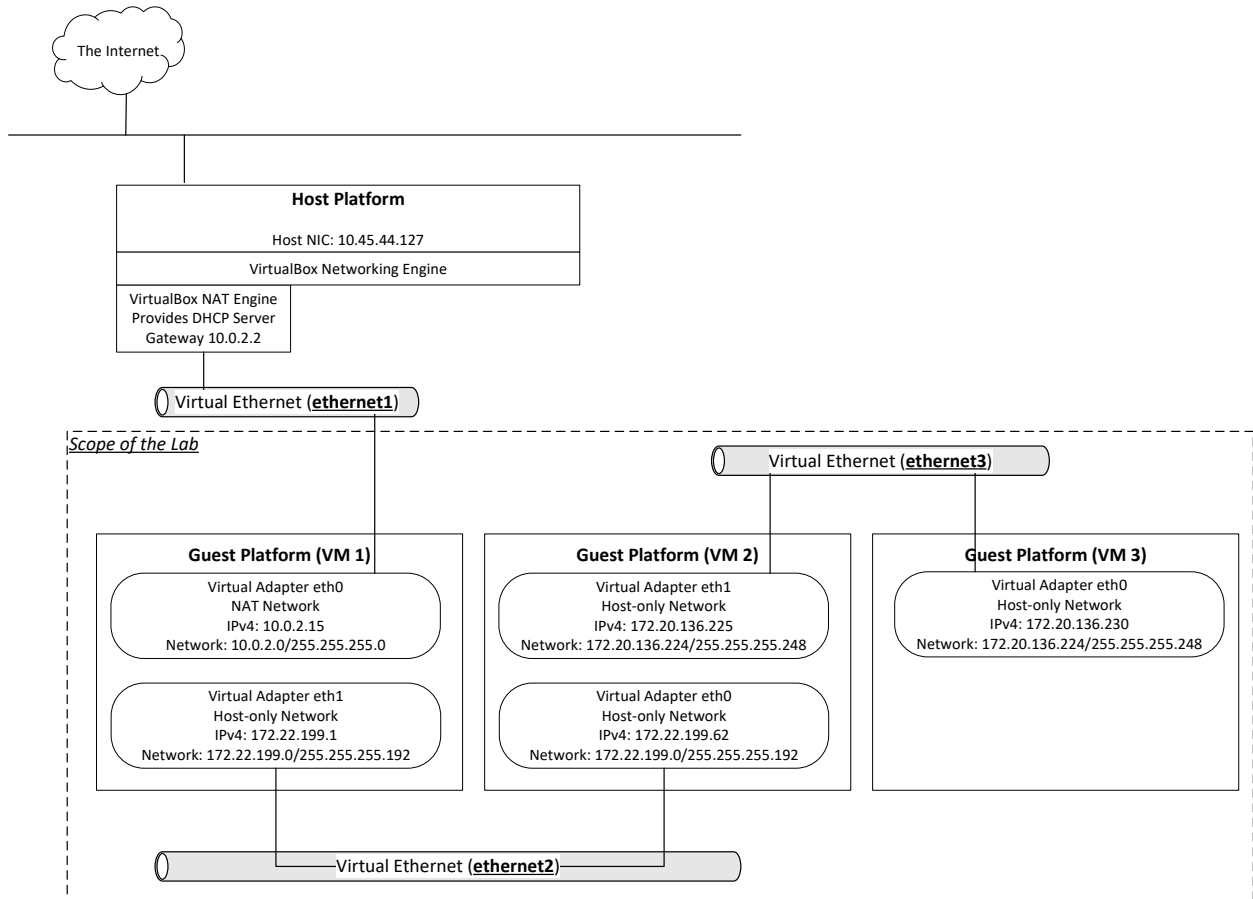 The Internet
Host Platform
Host NIC: 10.45.44.127
VirtualBox Networking Engine
VirtualBox NAT Engine
Provides DHCP Server
Gateway 10.0.2.2
Virtual Ethernet (ethernet1)
Scope of the Lab
Virtual Ethernet (ethernet3)
Guest Platform (VM 1)
Virtual Adapter eth0
NAT Network
IPv4: 10.0.2.15
Network: 10.0.2.0/255.255.255.0
Virtual Adapter eth1
Host-only Network
IPv4: 172.22.199.1
Network: 172.22.199.0/255.255.255.192
Guest Platform (VM 2)
Virtual Adapter eth1
Host-only Network
IPv4: 172.20.136.225
Network: 172.20.136.224/255.255.255.248
Virtual Adapter eth0
Host-only Network
IPv4: 172.22.199.62
Network: 172.22.199.0/255.255.255.192
Guest Platform (VM 3)
Virtual Adapter eth0
Host-only Network
IPv4: 172.20.136.230
Network: 172.20.136.224/255.255.255.248
Virtual Ethernet (ethernet2)